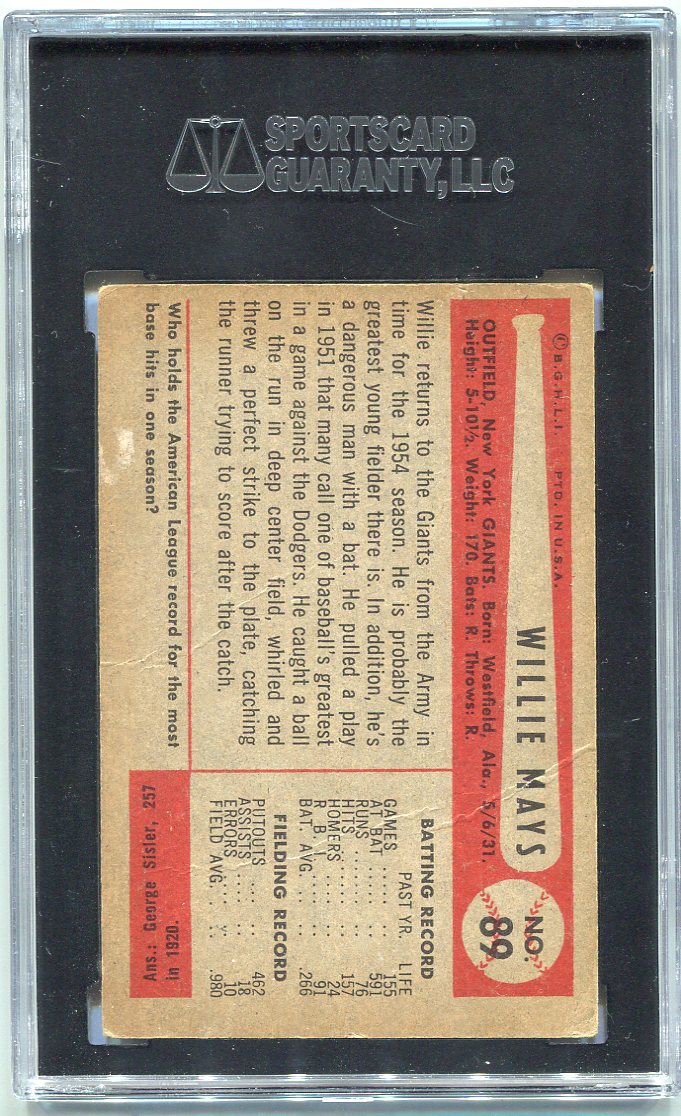 SPORTSCARD
GUARANTY, LLC
© B.G.H.L.I. PTD. IN U.S.A.
WILLIE MAYS
NO.
89
OUTFIELD, New York GIANTS. Born: Westfield, Ala., 5/6/31.
Height: 5-10½. Weight: 170. Bats: R. Throws: R.
Willie returns to the Giants from the Army in
time for the 1954 season. He is probably the
greatest young fielder there is. In addition, he's
a dangerous man with a bat. He pulled a play
in 1951 that many call one of baseball's greatest
in a game against the Dodgers. He caught a ball
on the run in deep center field, whirled and
threw a perfect strike to the plate, catching
the runner trying to score after the catch.
BATTING RECORD
PAST YR. LIFE
GAMES ..... 155
AT BAT ..... 591
RUNS ..... 76
HITS ..... 157
HOMERS .... 24
R. B. I. .... 91
BAT. AVG. .. .. .266
FIELDING RECORD
PUTOUTS .. .. 462
ASSISTS .. .. 18
ERRORS .. .. 10
FIELD AVG. .. .. .980
Who holds the American League record for the most
base hits in one season?
Ans.: George Sisler, 257
in 1920.